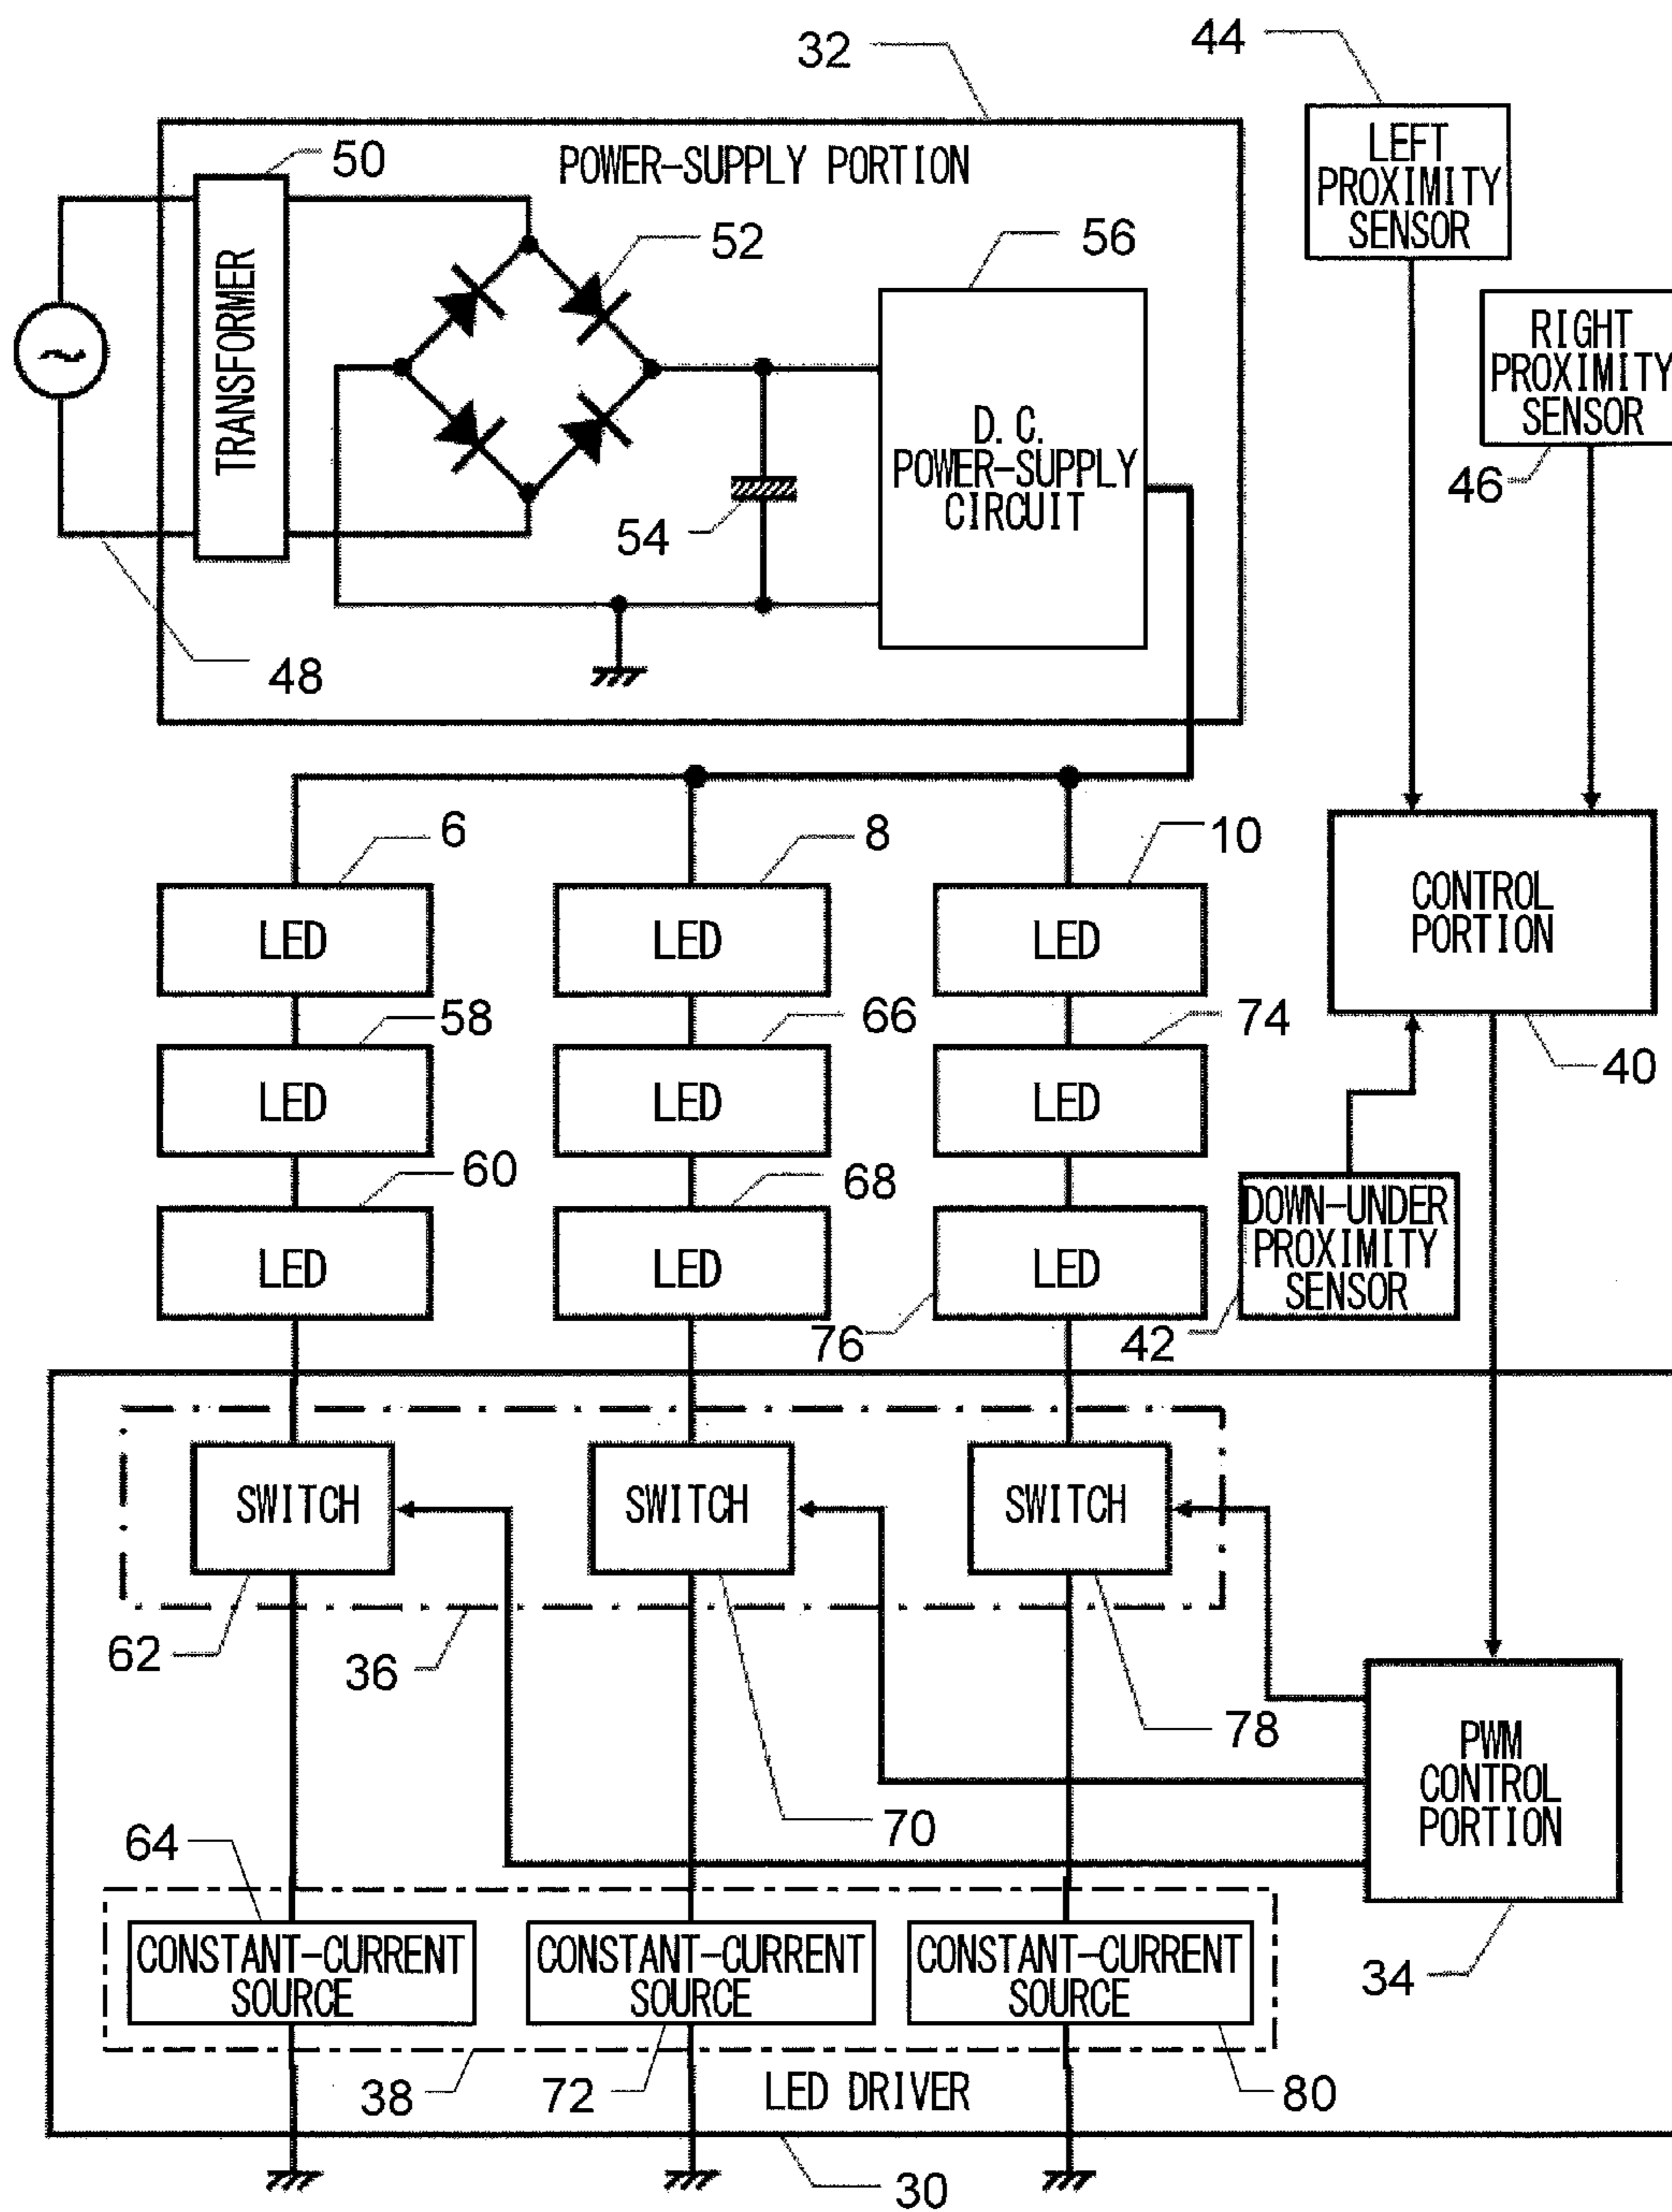 32
44
POWER-SUPPLY PORTION
50
LEFT
PROXIMITY
SENSOR
52
56
TRANSFORMER
RIGHT
PROXIMITY
SENSOR
D. C.
POWER-SUPPLY
CIRCUIT
46
54
48
6
8
10
LED
LED
LED
CONTROL
PORTION
58
66
74
40
LED
LED
LED
60
68
DOWN-UNDER
PROXIMITY
SENSOR
LED
LED
LED
76
42
SWITCH
SWITCH
SWITCH
62
36
78
PWM
CONTROL
PORTION
70
64
CONSTANT-CURRENT
SOURCE
CONSTANT-CURRENT
SOURCE
CONSTANT-CURRENT
SOURCE
34
38
72
LED DRIVER
80
30